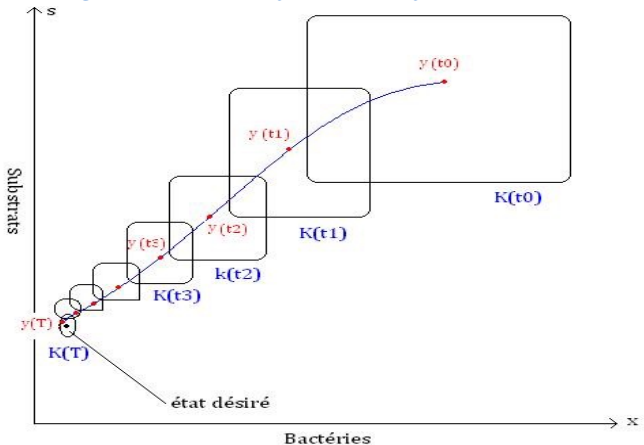 s
y(t0)
y(t1)
K(t0)
y(t2)
K(t1)
y(t3)
k(t2)
K(t3)
y(T)
K(T)
état désiré
x
Substrats
Bactéries